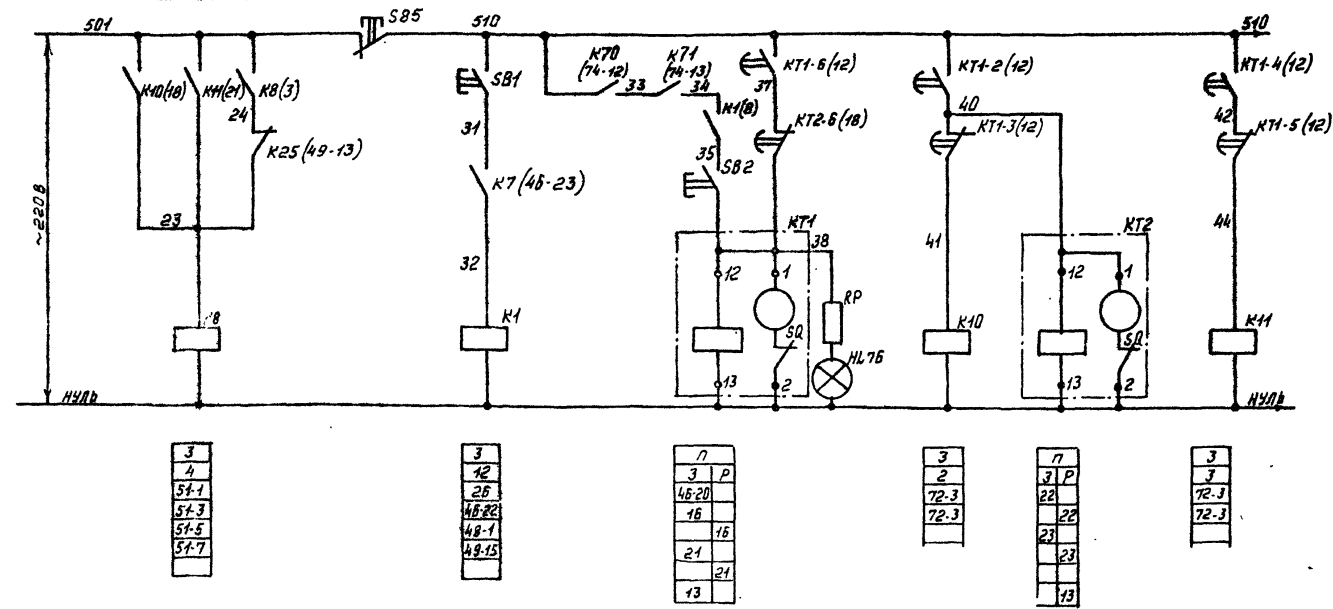 501
SB5
510
510
K10(18)
K11(21)
K8(3)
24
K25(49-13)
23
~220В
SB1
31
K7(46-23)
32
K1
K70
(74-12)
33
K71
(74-13)
34
K1(8)
35
SB2
KT1-6(12)
37
KT2-6(18)
KT1
38
12
1
RP
SQ
HL76
13
2
KT1-2(12)
40
KT1-3(12)
41
K10
KT2
12
1
SQ
13
2
KT1-4(12)
42
KT1-5(12)
44
K11
8
НУЛЬ
НУЛЬ
З
4
51-1
51-3
51-5
51-7
З
12
26
46-22
48-1
49-15
П
З Р
46-20
16
16
21
21
13
З
2
72-3
72-3
П
З Р
22
22
23
23
13
З
3
72-3
72-3